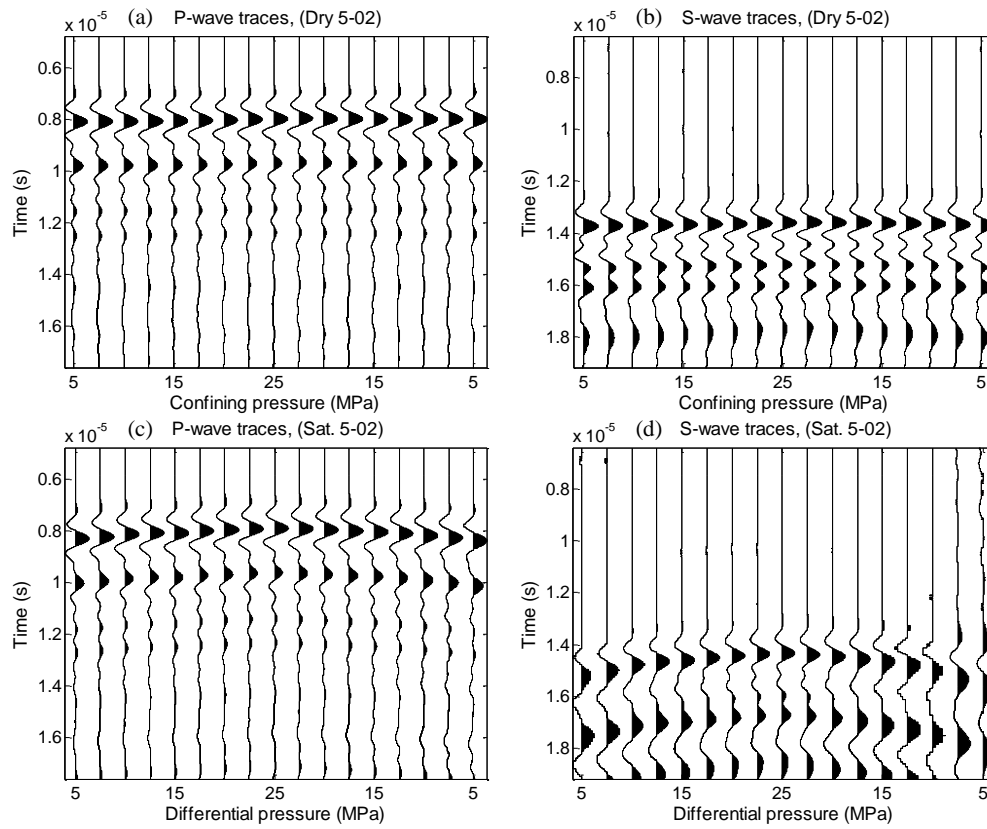 (a) P-wave traces, (Dry 5-02)
x 10-5
0.6
0.8
1
1.2
1.4
1.6
Time (s)
5 15 25 15 5
Confining pressure (MPa)
(b) S-wave traces, (Dry 5-02)
x 10-5
0.8
1
1.2
1.4
1.6
1.8
Time (s)
5 15 25 15 5
Confining pressure (MPa)
(c) P-wave traces, (Sat. 5-02)
x 10-5
0.6
0.8
1
1.2
1.4
1.6
Time (s)
5 15 25 15 5
Differential pressure (MPa)
(d) S-wave traces, (Sat. 5-02)
x 10-5
0.8
1
1.2
1.4
1.6
1.8
Time (s)
5 15 25 15 5
Differential pressure (MPa)